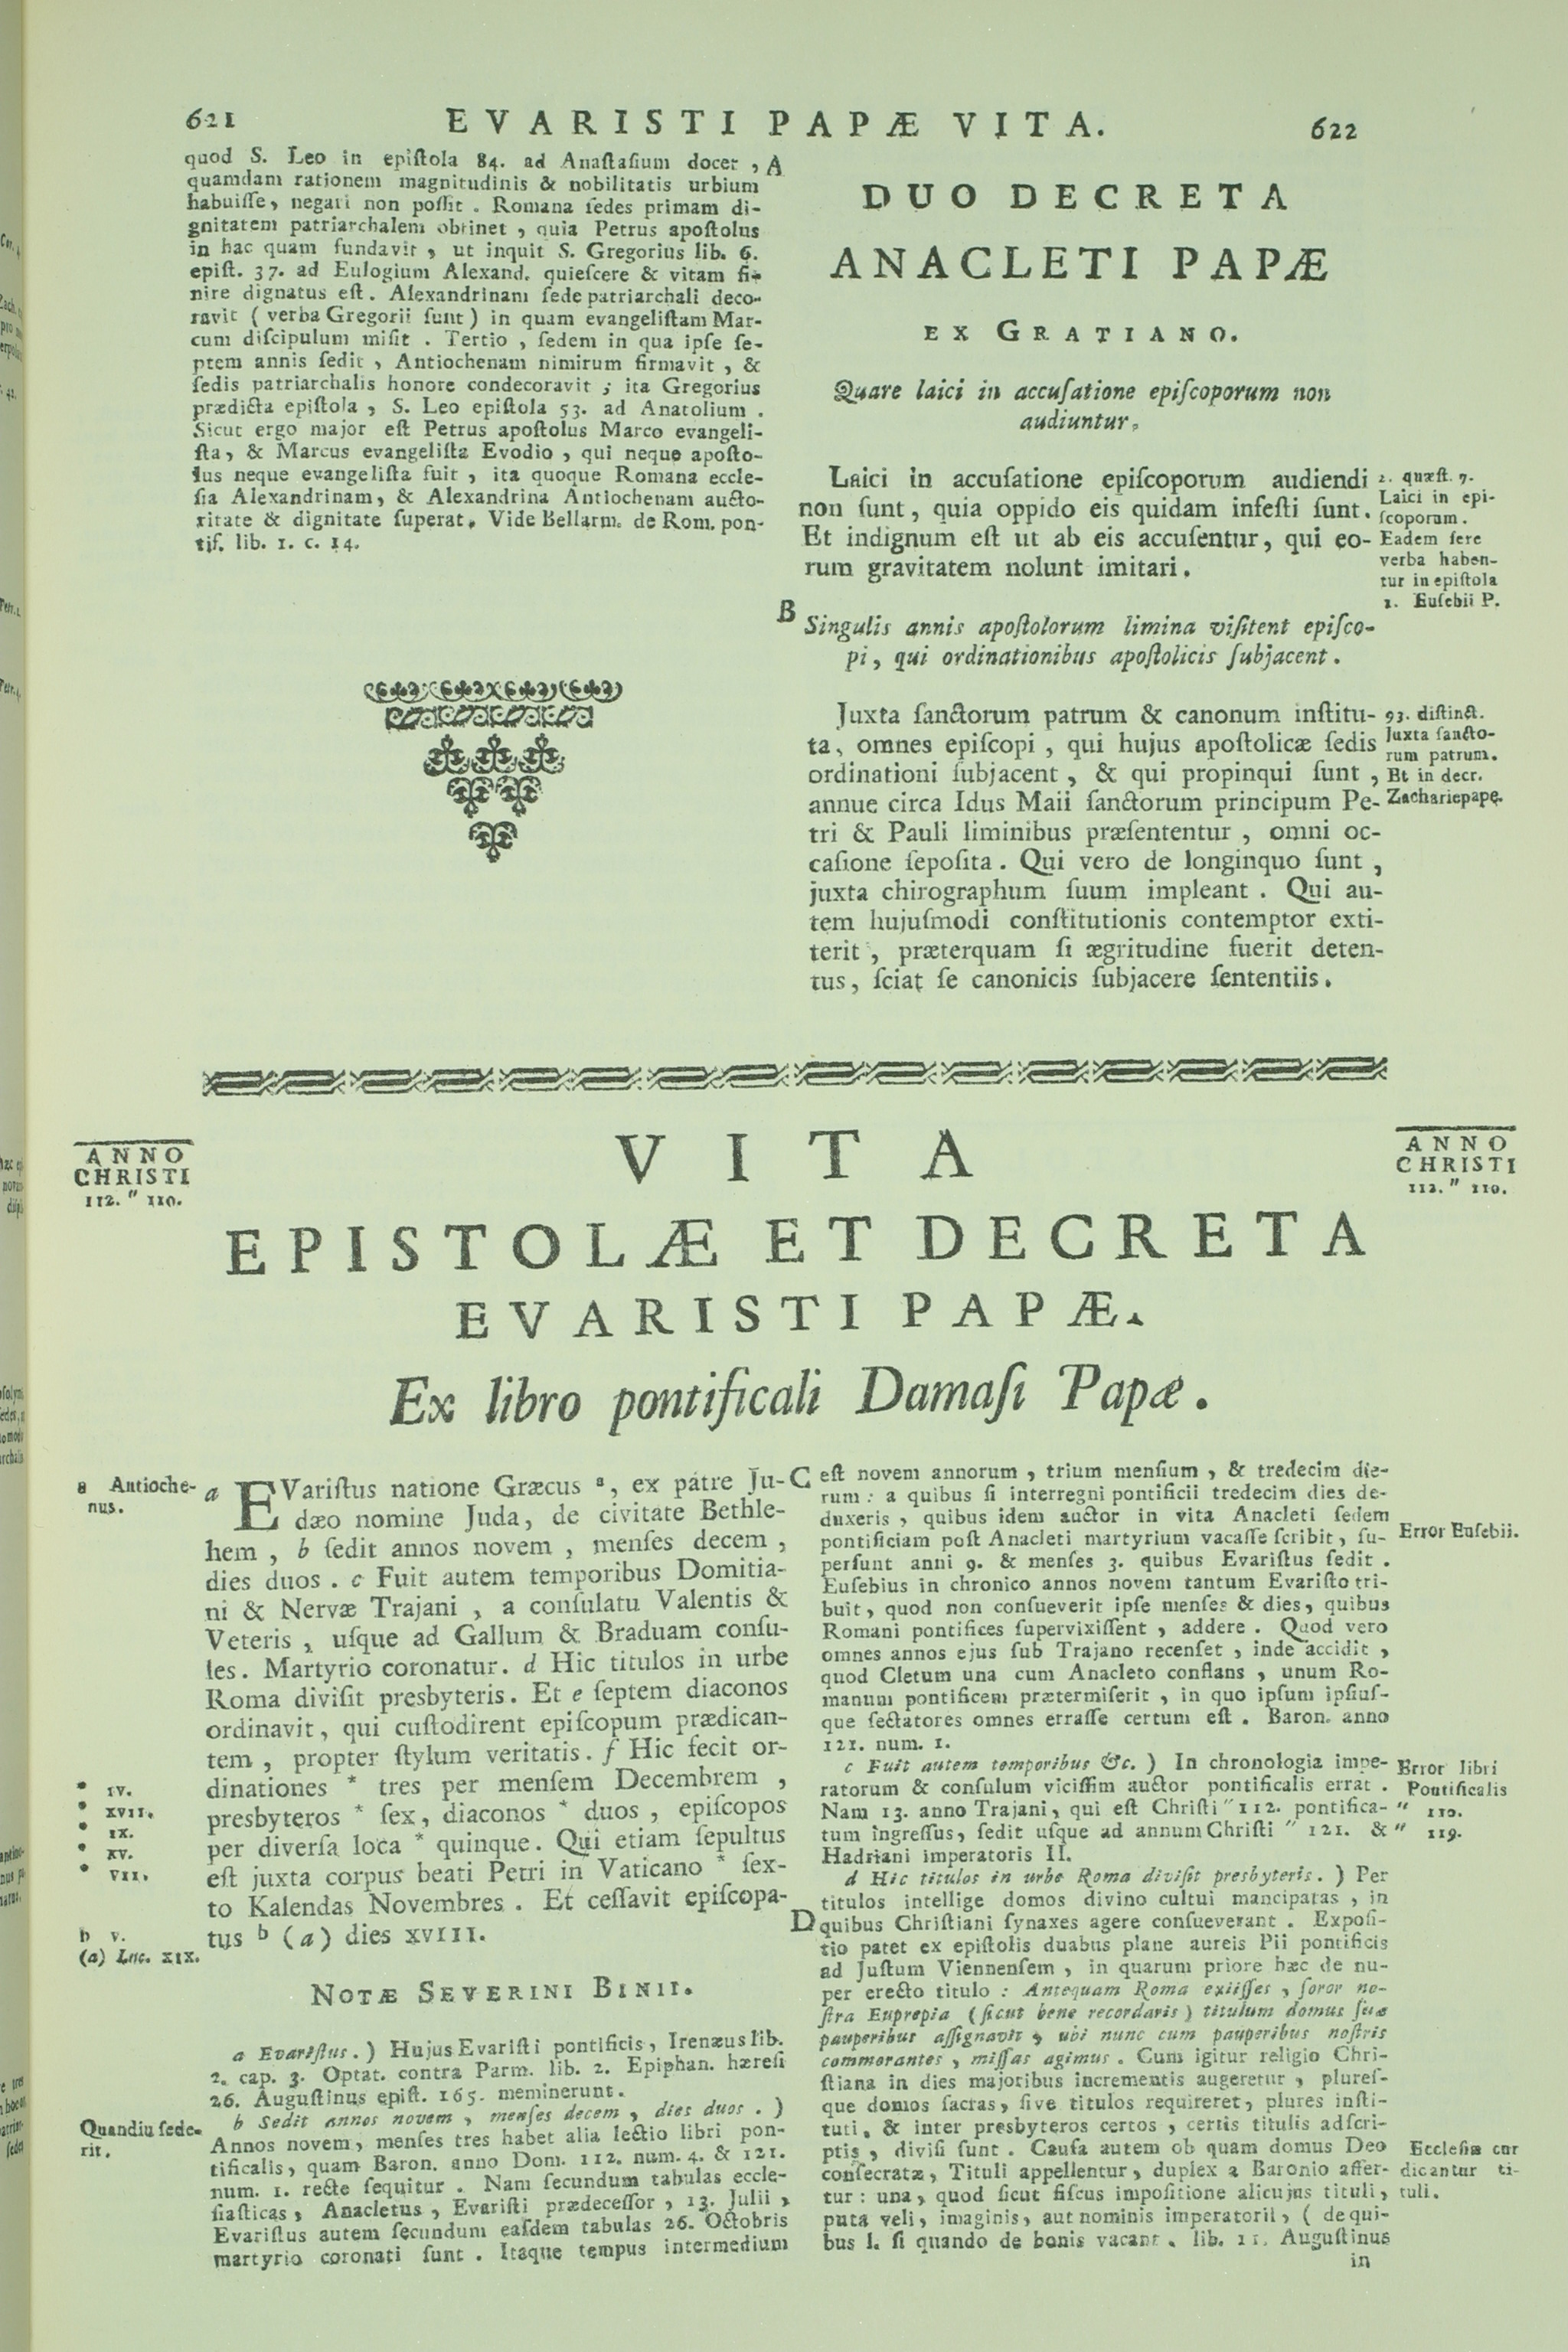 621
EVARISTI PAPÆ VITA.
622
quod S. Leo in epiſtola 84. ad Anaſtaſium docet , A
quamdam rationem magnitudinis & nobilitatis urbium
habuiſſe, negari non poſſit . Romana ſedes primam di-
gnitatem patriarchalem obtinet , quia Petrus apoſtolus
in hac quam fundavit , ut inquit S. Gregorius lib. 6.
epiſt. 37. ad Eulogium Alexand. quieſcere & vitam fi-
nire dignatus eſt. Alexandrinam ſede patriarchali deco-
ravit ( verba Gregorii ſunt ) in quam evangeliſtam Mar-
cum diſcipulum miſit . Tertio , ſedem in qua ipſe ſe-
ptem annis ſedit , Antiochenam nimirum firmavit , &
ſedis patriarchalis honore condecoravit ; ita Gregorius
prædicta epiſtola , S. Leo epiſtola 53. ad Anatolium .
Sicut ergo major eſt Petrus apoſtolus Marco evangeli-
ſta, & Marcus evangeliſta Evodio , qui neque apoſto-
lus neque evangeliſta fuit , ita quoque Romana eccle-
ſia Alexandrinam, & Alexandrina Antiochenam aucto-
ritate & dignitate ſuperat. Vide Bellarm. de Rom. pon-
tif. lib. 1. c. 14.
DUO DECRETA
ANACLETI PAPÆ
EX GRATIANO.
Quare laici in accuſatione epiſcoporum non
audiuntur.
Laici in accuſatione epiſcoporum audiendi
non ſunt, quia oppido eis quidam infeſti ſunt.
Et indignum eſt ut ab eis accuſentur, qui eo-
rum gravitatem nolunt imitari.
2. quæſt. 7.
Laici in epi-
ſcoporum.
Eadem fere
verba haben-
tur in epiſtola
1. Euſebii P.
B
Singulis annis apoſtolorum limina viſitent epiſco-
pi, qui ordinationibus apoſtolicis ſubjacent.
Juxta ſanctorum patrum & canonum inſtitu-
ta, omnes epiſcopi , qui hujus apoſtolicæ ſedis
ordinationi ſubjacent , & qui propinqui ſunt ,
annue circa Idus Maii ſanctorum principum Pe-
tri & Pauli liminibus præſententur , omni oc-
caſione ſepoſita. Qui vero de longinquo ſunt ,
juxta chirographum ſuum impleant . Qui au-
tem hujuſmodi conſtitutionis contemptor exti-
terit , præterquam ſi ægritudine fuerit deten-
tus, ſciat ſe canonicis ſubjacere ſententiis.
93. diſtinct.
Juxta ſancto-
rum patrum.
Et in decr.
Zachariepapę.
ANNO
CHRISTI
112. " 110.
VITA
EPISTOLÆ ET DECRETA
EVARISTI PAPÆ.
Ex libro pontificali Damaſi Papæ.
ANNO
CHRISTI
112. " 110.
a Antioche-
nus.
a EVariſtus natione Græcus ª, ex patre Ju-
dæo nomine Juda, de civitate Bethle-
hem , b ſedit annos novem , menſes decem ,
dies duos . c Fuit autem temporibus Domitia-
ni & Nervæ Trajani , a conſulatu Valentis &
Veteris , uſque ad Gallum & Braduam conſu-
les. Martyrio coronatur. d Hic titulos in urbe
Roma diviſit presbyteris. Et e ſeptem diaconos
ordinavit, qui cuſtodirent epiſcopum prædican-
tem , propter ſtylum veritatis. f Hic fecit or-
dinationes * tres per menſem Decembrem ,
presbyteros * ſex, diaconos * duos , epiſcopos
per diverſa loca * quinque. Qui etiam ſepultus
eſt juxta corpus beati Petri in Vaticano * ſex-
to Kalendas Novembres . Et ceſſavit epiſcopa-
tus b (a) dies XVIII.
* IV.
* XVII.
* IX.
* XV.
* VII.
b V.
(a) Luc. XIX.
NOTÆ SEVERINI BINII.
a Evariſtus.) Hujus Evariſti pontificis, Irenæus lib.
2. cap. 3. Optat. contra Parm. lib. 2. Epiphan. hæreſi
26. Auguſtinus epiſt. 165. meminerunt.
b Sedit annos novem , menſes decem , dies duos . )
Annos novem, menſes tres habet alia lectio libri pon-
tificalis, quam Baron. anno Dom. 112. num. 4. & 121.
num. 1. recte ſequitur . Nam ſecundum tabulas eccle-
ſiaſticas, Anacletus , Evariſti prædeceſſor , 13. Julii ,
Evariſtus autem ſecundum eaſdem tabulas 26. Octobris
martyrio coronati ſunt . Itaque tempus intermedium
Quandiu ſede-
rit.
C eſt novem annorum , trium menſium , & tredecim die-
rum : a quibus ſi interregni pontificii tredecim dies de-
duxeris , quibus idem auctor in vita Anacleti ſedem
pontificiam poſt Anacleti martyrium vacaſſe ſcribit, ſu-
perſunt anni 9. & menſes 3. quibus Evariſtus ſedit .
Euſebius in chronico annos novem tantum Evariſto tri-
buit, quod non conſueverit ipſe menſes & dies, quibus
Romani pontifices ſupervixiſſent , addere . Quod vero
omnes annos ejus ſub Trajano recenſet , inde accidit ,
quod Cletum una cum Anacleto conflans , unum Ro-
manum pontificem prætermiſerit , in quo ipſum ipſiuſ-
que ſectatores omnes erraſſe certum eſt . Baron. anno
121. num. 1.
c Fuit autem temporibus &c. ) In chronologia impe-
ratorum & conſulum viciſſim auctor pontificalis errat .
Nam 13. anno Trajani, qui eſt Chriſti " 112. pontifica-
tum ingreſſus, ſedit uſque ad annum Chriſti " 121. &
Hadriani imperatoris II.
d Hic titulos in urbe Roma diviſit presbyteris. ) Per
titulos intellige domos divino cultui mancipatas , in
D quibus Chriſtiani ſynaxes agere conſueverant . Expoſi-
tio patet ex epiſtolis duabus plane aureis Pii pontificis
ad Juſtum Viennenſem , in quarum priore hæc de nu-
per erecto titulo : Antequam Roma exiiſſes , ſoror no-
ſtra Euprepia (ſicut bene recordaris) titulum domus ſuæ
pauperibus aſſignavit , ubi nunc cum pauperibus noſtris
commorantes , miſſas agimus . Cum igitur religio Chri-
ſtiana in dies majoribus incrementis augeretur , plureſ-
que domos ſacras, ſive titulos requireret, plures inſti-
tuti, & inter presbyteros certos , certis titulis adſcri-
ptis , diviſi ſunt . Cauſa autem ob quam domus Deo
conſecratæ, Tituli appellentur, duplex a Baronio affer-
tur : una, quod ſicut fiſcus impoſitione alicujus tituli,
puta veli, imaginis, aut nominis imperatorii, ( de qui-
bus l. ſi quando de bonis vacant. lib. 11. Auguſtinus
in
Error Euſebii.
Error libri
Pontificalis
" 110.
" 119.
Eccleſiæ cur
dicantur ti-
tuli.